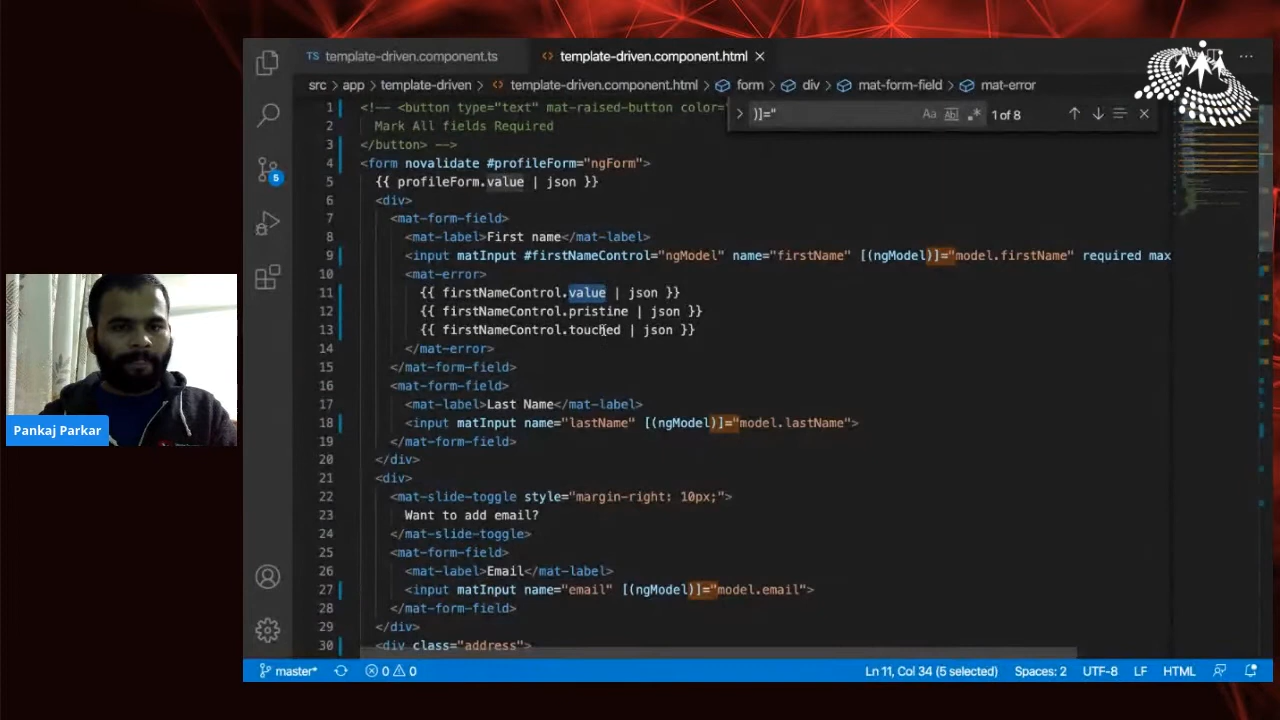 TS template-driven.component.ts
<> template-driven.component.html
src > app > template-driven > <> template-driven.component.html > form > div > mat-form-field > mat-error
)]="
Aa Ab| .* 1 of 8
1 <!-- <button type="text" mat-raised-button color=
2 Mark All fields Required
3 </button> -->
4 <form novalidate #profileForm="ngForm">
5 {{ profileForm.value | json }}
6 <div>
7 <mat-form-field>
8 <mat-label>First name</mat-label>
9 <input matInput #firstNameControl="ngModel" name="firstName" [(ngModel)]="model.firstName" required max
10 <mat-error>
11 {{ firstNameControl.value | json }}
12 {{ firstNameControl.pristine | json }}
13 {{ firstNameControl.touched | json }}
14 </mat-error>
15 </mat-form-field>
16 <mat-form-field>
17 <mat-label>Last Name</mat-label>
18 <input matInput name="lastName" [(ngModel)]="model.lastName">
19 </mat-form-field>
20 </div>
21 <div>
22 <mat-slide-toggle style="margin-right: 10px;">
23 Want to add email?
24 </mat-slide-toggle>
25 <mat-form-field>
26 <mat-label>Email</mat-label>
27 <input matInput name="email" [(ngModel)]="model.email">
28 </mat-form-field>
29 </div>
30 <div class="address">
5
Pankaj Parkar
master* 0 0 Ln 11, Col 34 (5 selected) Spaces: 2 UTF-8 LF HTML